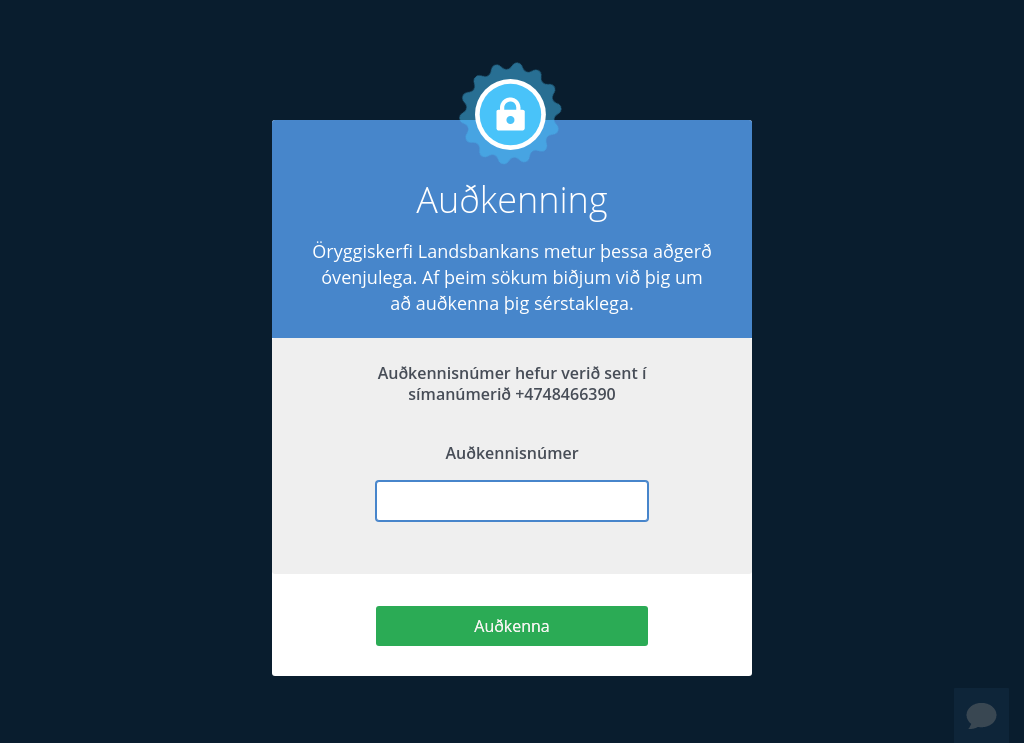 Auðkenning
Öryggiskerfi Landsbankans metur þessa aðgerð
óvenjulega. Af þeim sökum biðjum við þig um
að auðkenna þig sérstaklega.
Auðkennisnúmer hefur verið sent í
símanúmerið +4748466390
Auðkennisnúmer
Auðkenna